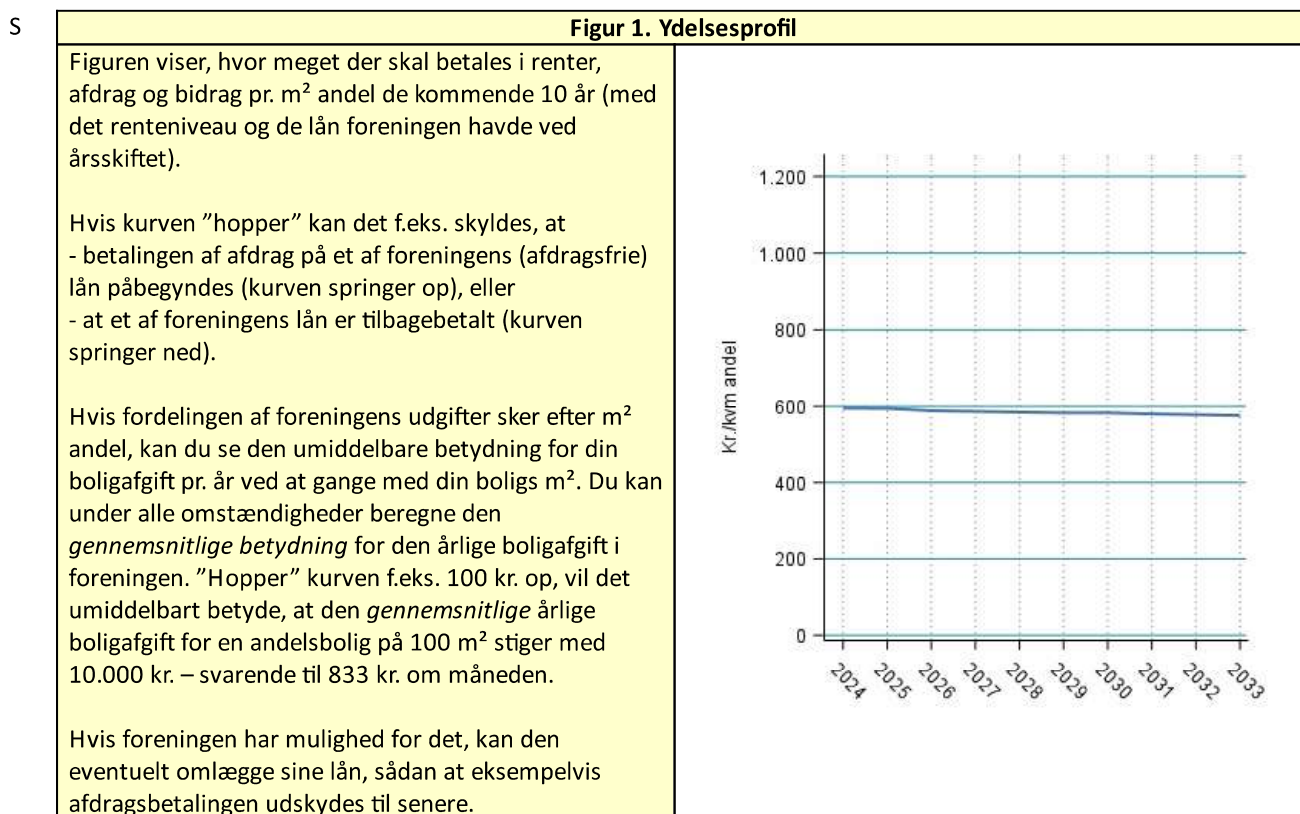 S
Figur 1. Ydelsesprofil
Figuren viser, hvor meget der skal betales i renter,
afdrag og bidrag pr. m² andel de kommende 10 år (med
det renteniveau og de lån foreningen havde ved
årsskiftet).
Hvis kurven ”hopper” kan det f.eks. skyldes, at
- betalingen af afdrag på et af foreningens (afdragsfrie)
lån påbegyndes (kurven springer op), eller
- at et af foreningens lån er tilbagebetalt (kurven
springer ned).
Hvis fordelingen af foreningens udgifter sker efter m²
andel, kan du se den umiddelbare betydning for din
boligafgift pr. år ved at gange med din boligs m². Du kan
under alle omstændigheder beregne den
gennemsnitlige betydning for den årlige boligafgift i
foreningen. ”Hopper” kurven f.eks. 100 kr. op, vil det
umiddelbart betyde, at den gennemsnitlige årlige
boligafgift for en andelsbolig på 100 m² stiger med
10.000 kr. – svarende til 833 kr. om måneden.
Hvis foreningen har mulighed for det, kan den
eventuelt omlægge sine lån, sådan at eksempelvis
afdragsbetalingen udskydes til senere.
Kr./kvm andel
1.200
1.000
800
600
400
200
0
2024 2025 2026 2027 2028 2029 2030 2031 2032 2033